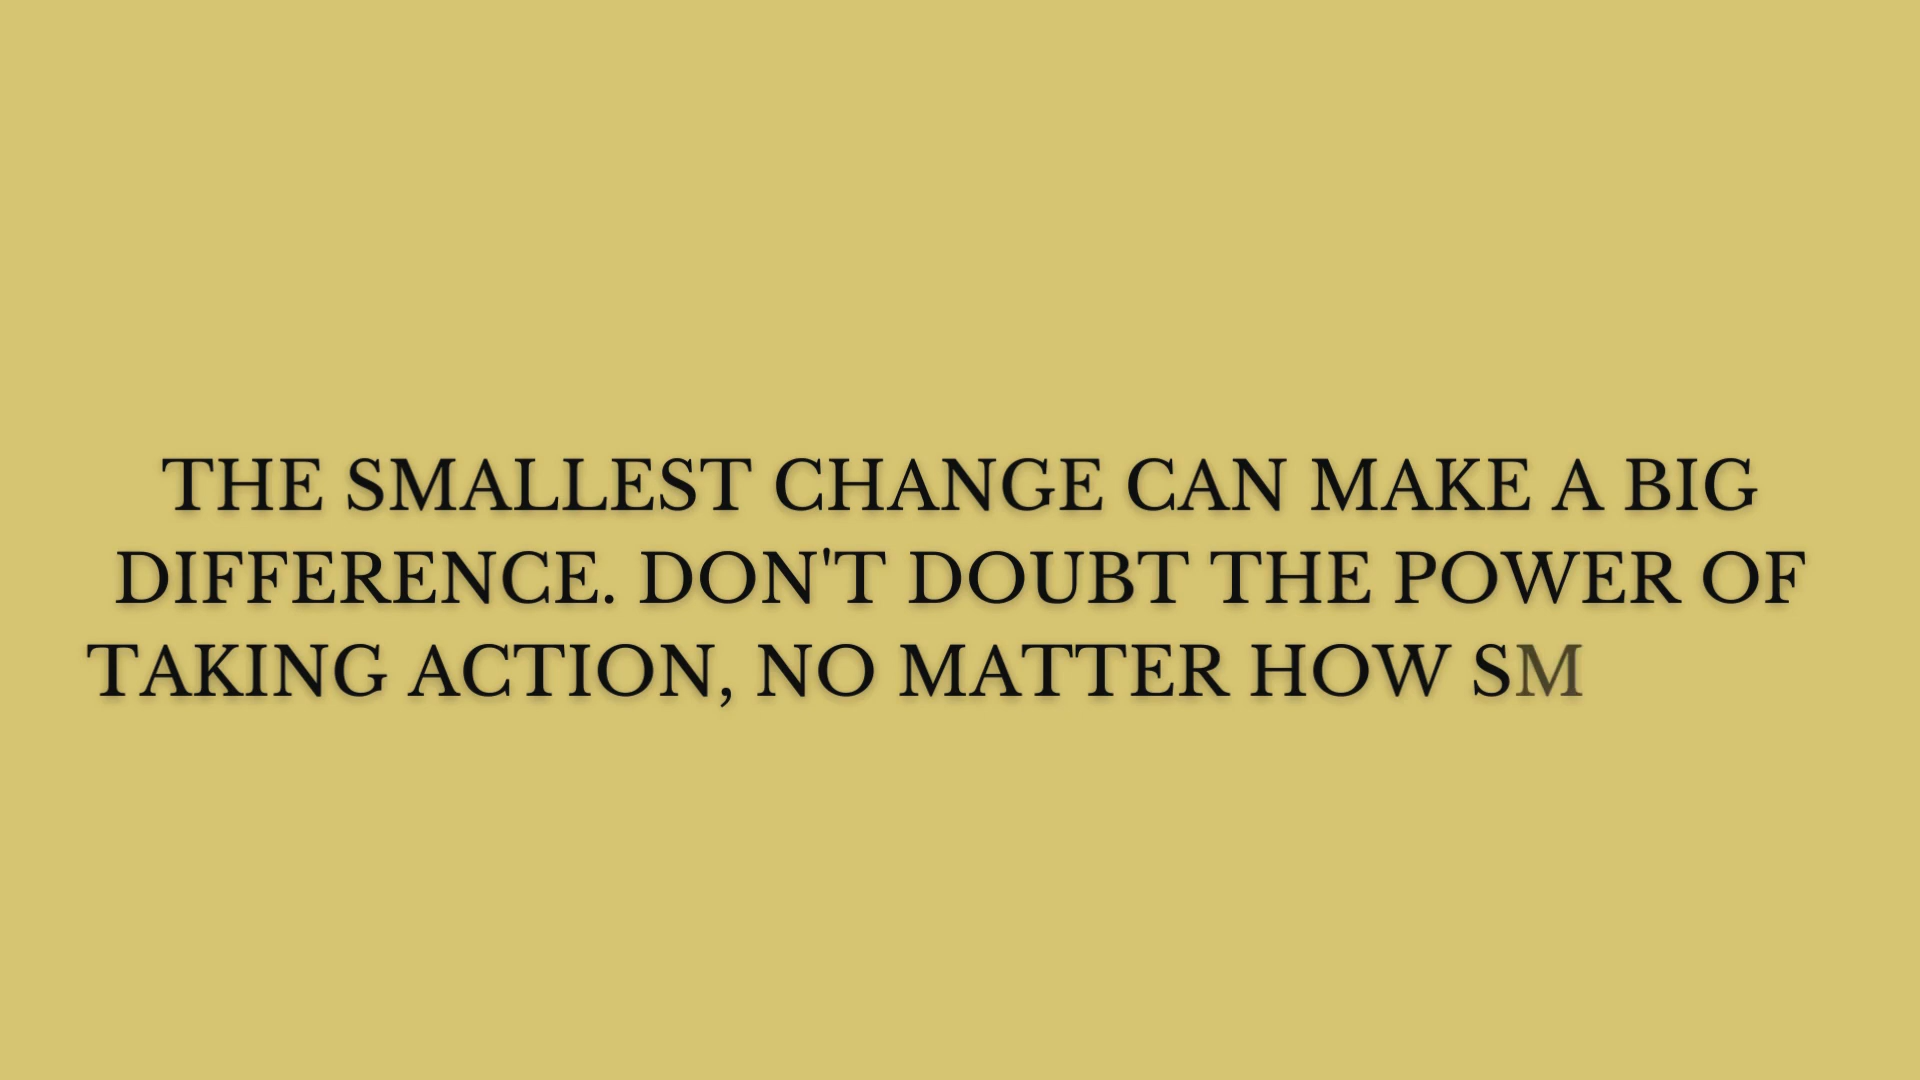 THE SMALLEST CHANGE CAN MAKE A BIG
DIFFERENCE. DON'T DOUBT THE POWER OF
TAKING ACTION, NO MATTER HOW SM